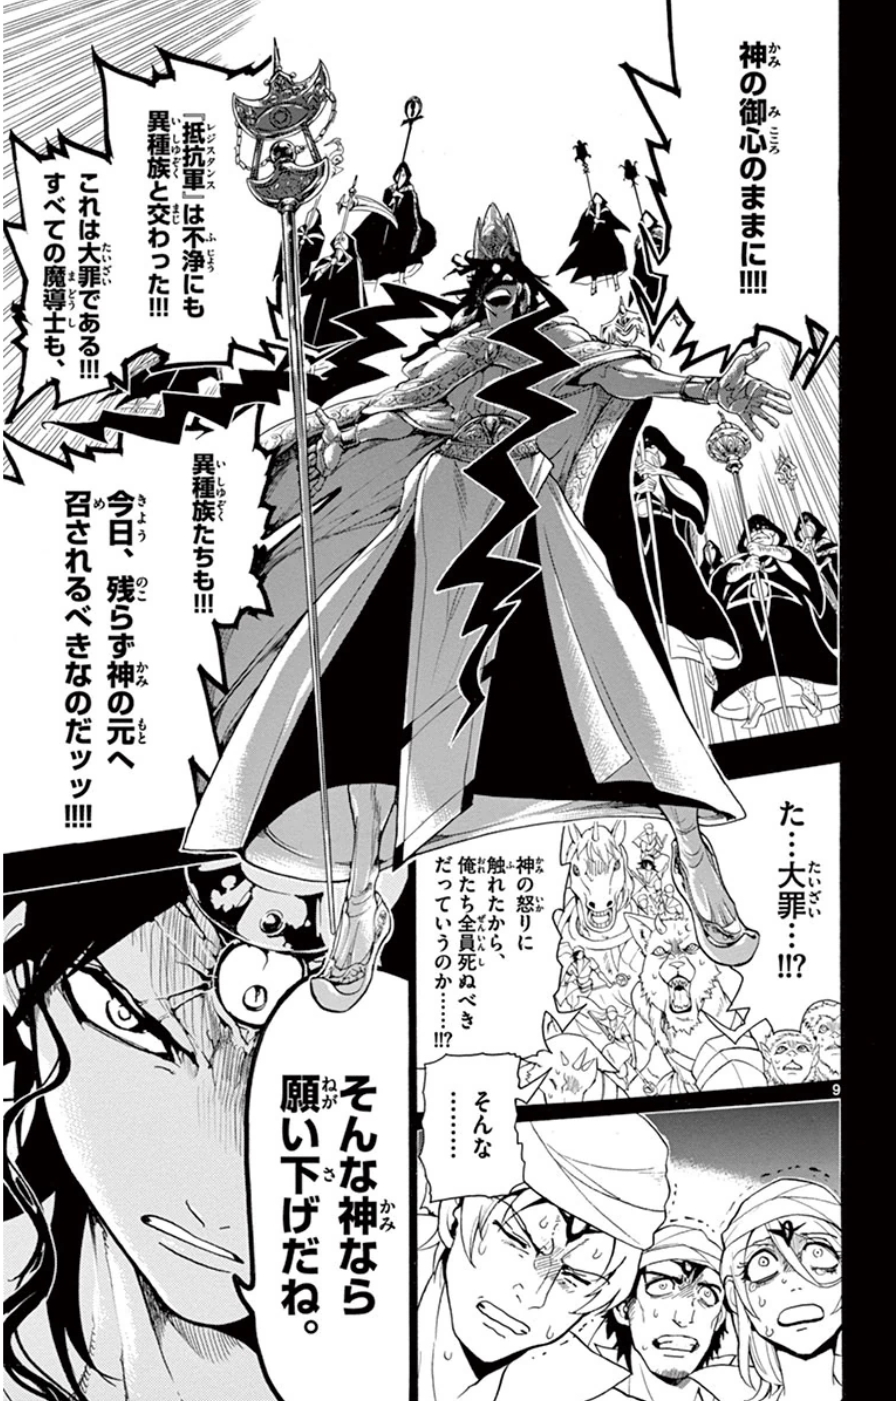 神の御心のままに!!!!
『抵抗軍』は不浄にも
異種族と交わった!!!
これは大罪である!!!
すべての魔導士も、
異種族たちも!!!
今日、残らず神の元へ
召されるべきなのだッッ!!!!
た…大罪…!!?
神の怒りに
触れたから、
俺たち全員死ぬべき
だっていうのか……!!?
9
そんな
………
そんな神なら
願い下げだね。